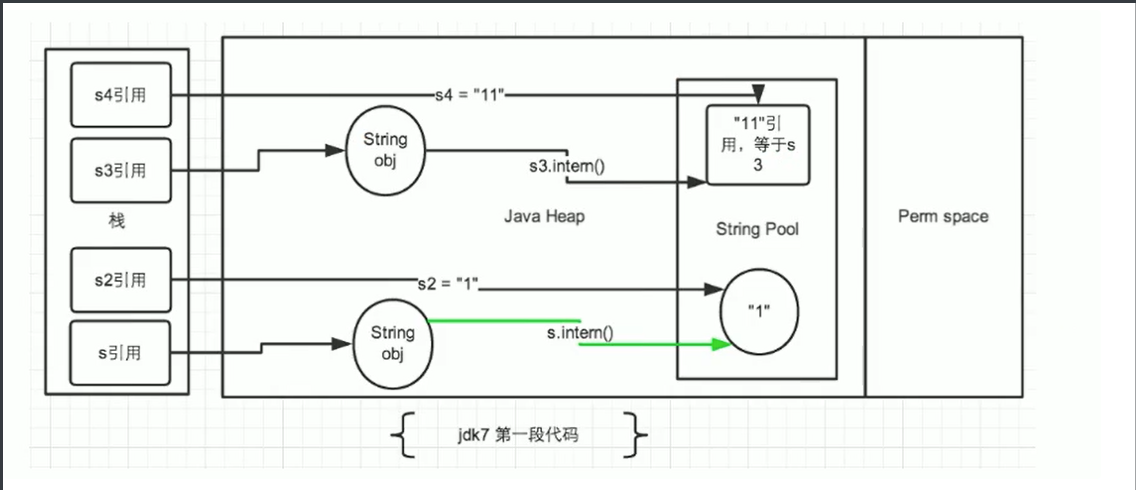 s4引用
s4 = "11"
"11"引
用，等于s
3
String
obj
s3引用
s3.intern()
栈
Java Heap
String Pool
Perm space
s2引用
s2 = "1"
"1"
String
obj
s.intern()
s引用
jdk7 第一段代码